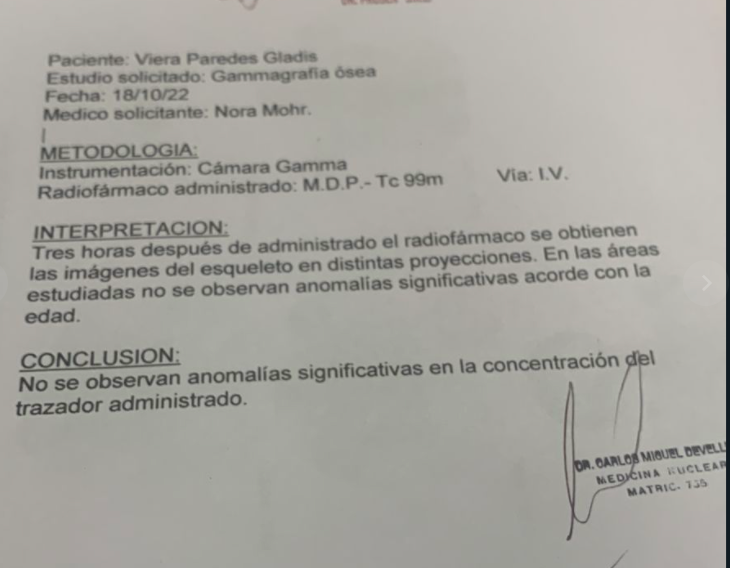 Paciente: Viera Paredes Gladis
Estudio solicitado: Gammagrafía ósea
Fecha: 18/10/22
Medico solicitante: Nora Mohr.
METODOLOGIA:
Instrumentación: Cámara Gamma
Radiofármaco administrado: M.D.P.- Tc 99m Vía: I.V.
INTERPRETACION:
Tres horas después de administrado el radiofármaco se obtienen
las imágenes del esqueleto en distintas proyecciones. En las áreas
estudiadas no se observan anomalías significativas acorde con la
edad.
CONCLUSION:
No se observan anomalías significativas en la concentración del
trazador administrado.
DR. CARLOS MIGUEL
MEDICINA NUCLEAR
MATRIC.